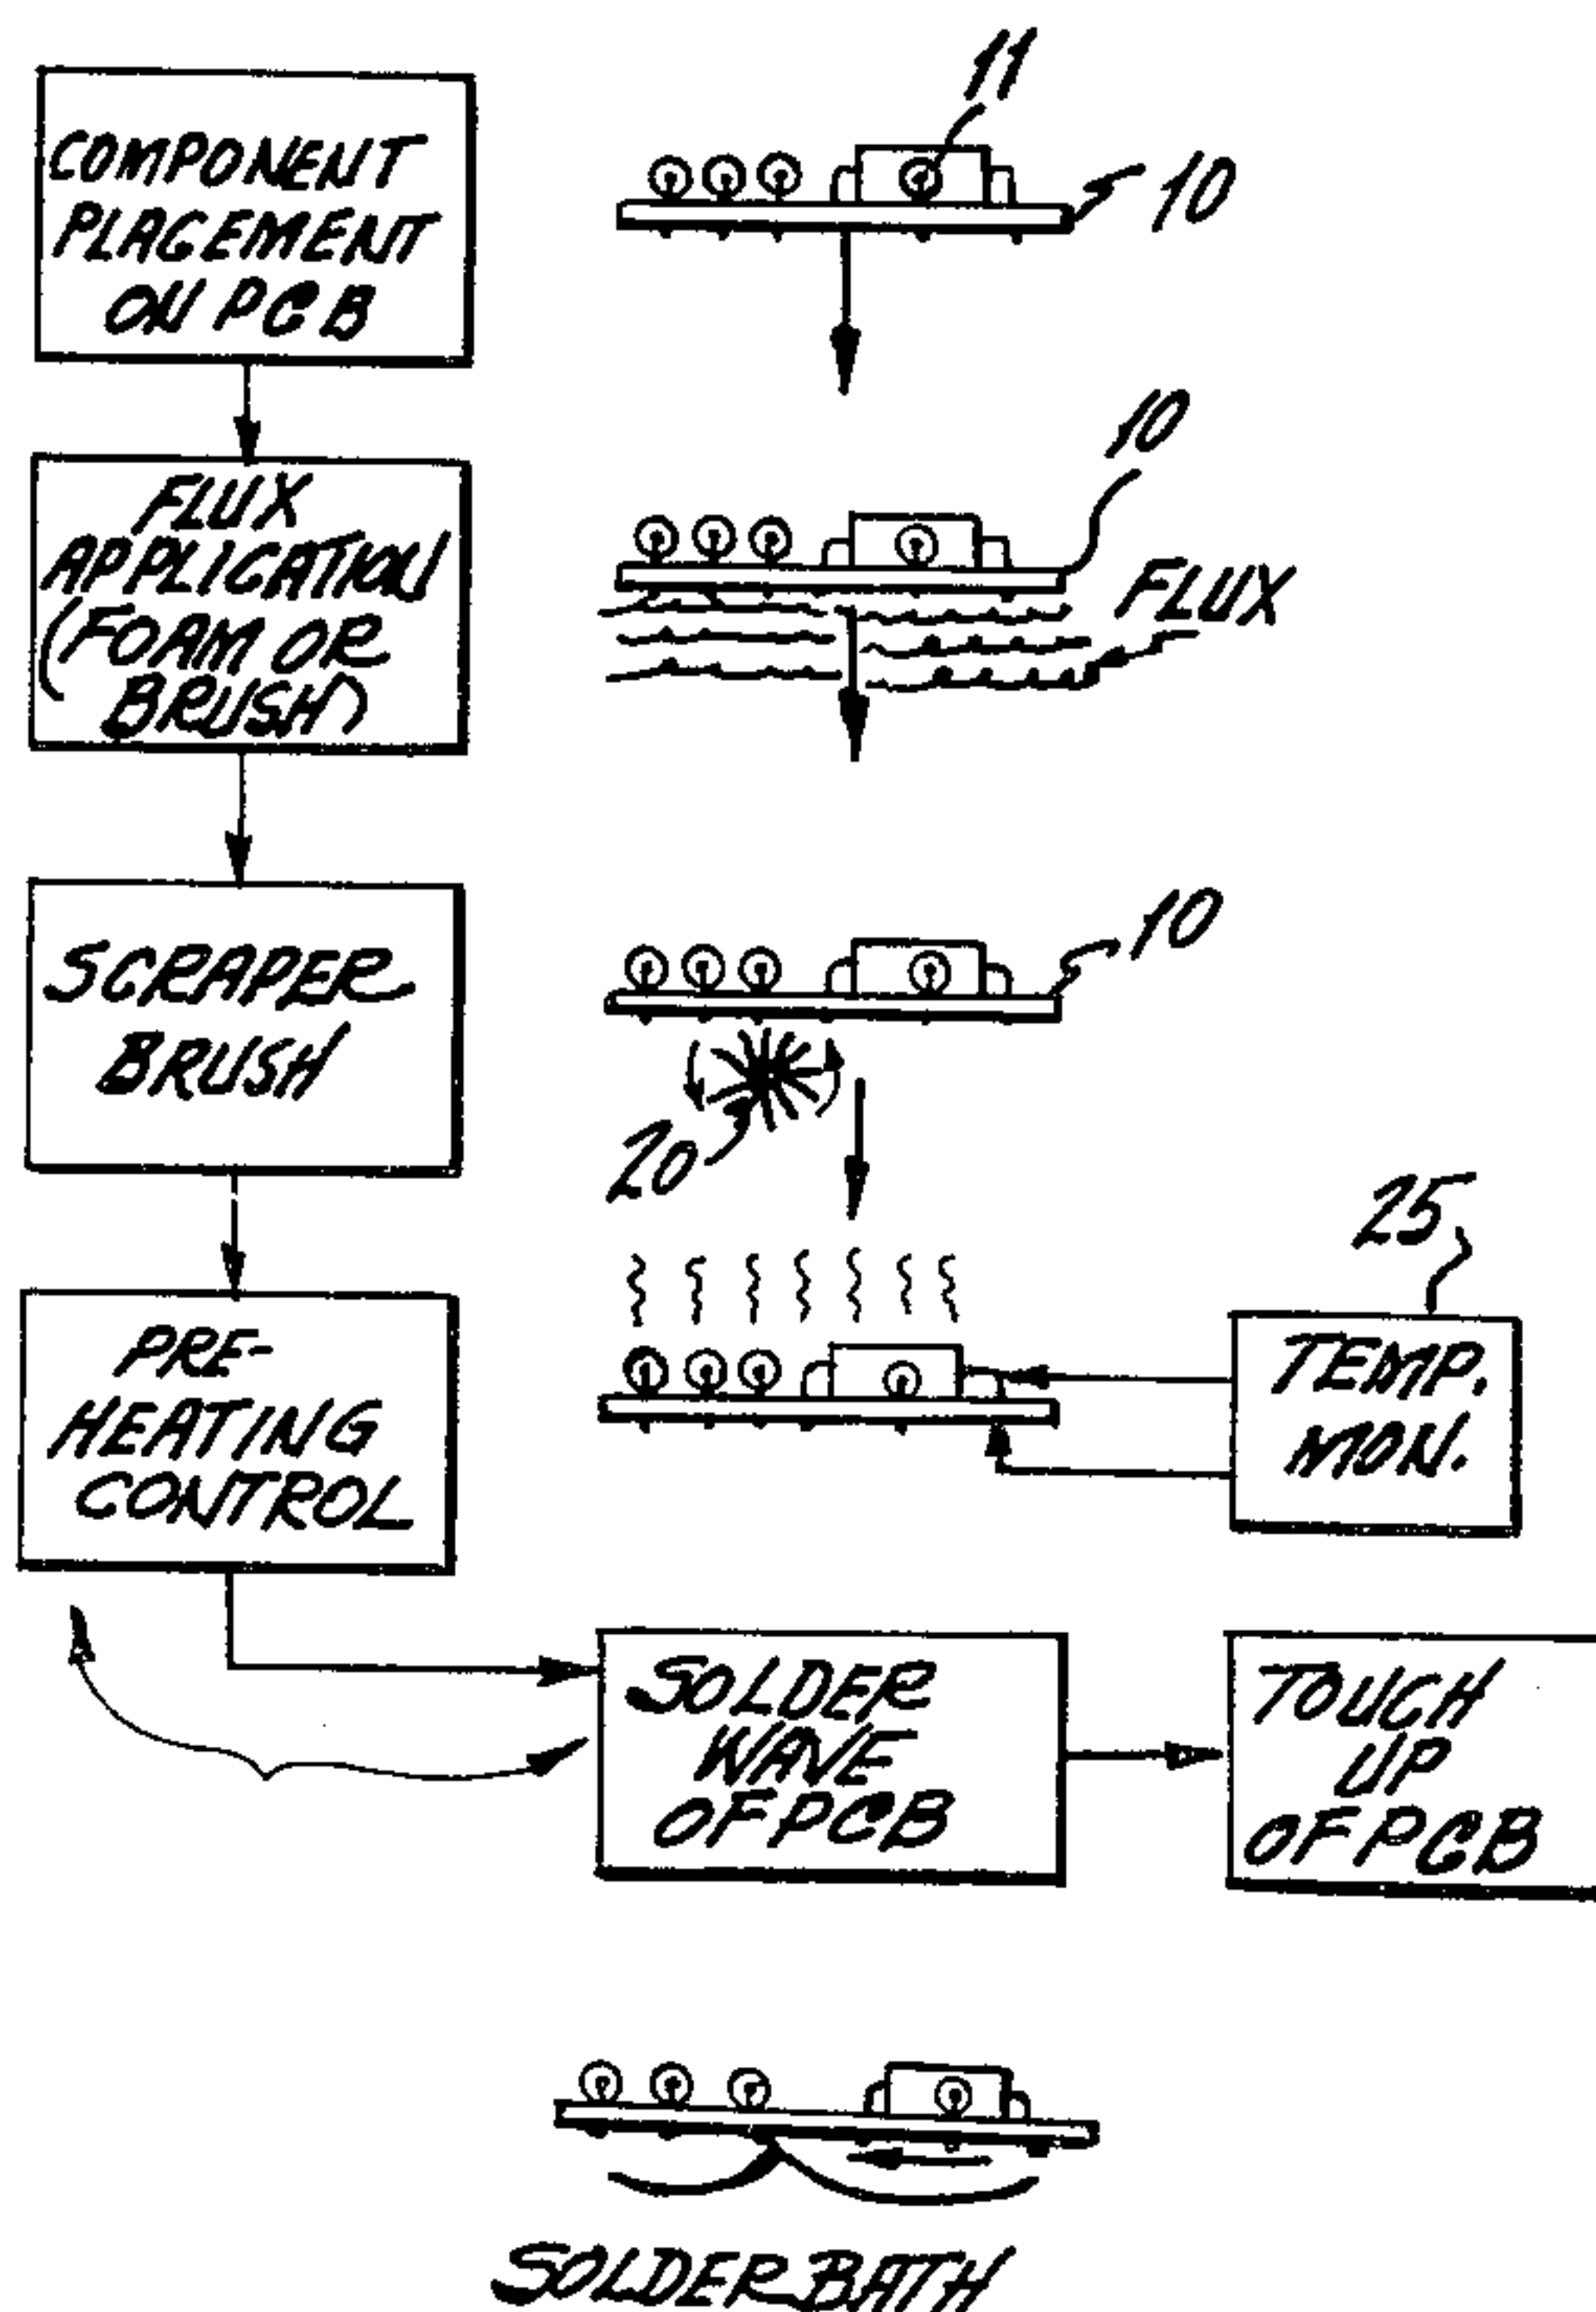 COMPONENT
PLACEMENT
ON PCB
11
10
FLUX
APPLICATION
(FOAM OR
BRUSH)
10
FLUX
SCRAPER
BRUSH
10
20
PRE-
HEATING
CONTROL
25
TEMP.
MON.
SOLDER
WAVE
OF PCB
TOUCH
UP
OF PCB
SOLDER BATH